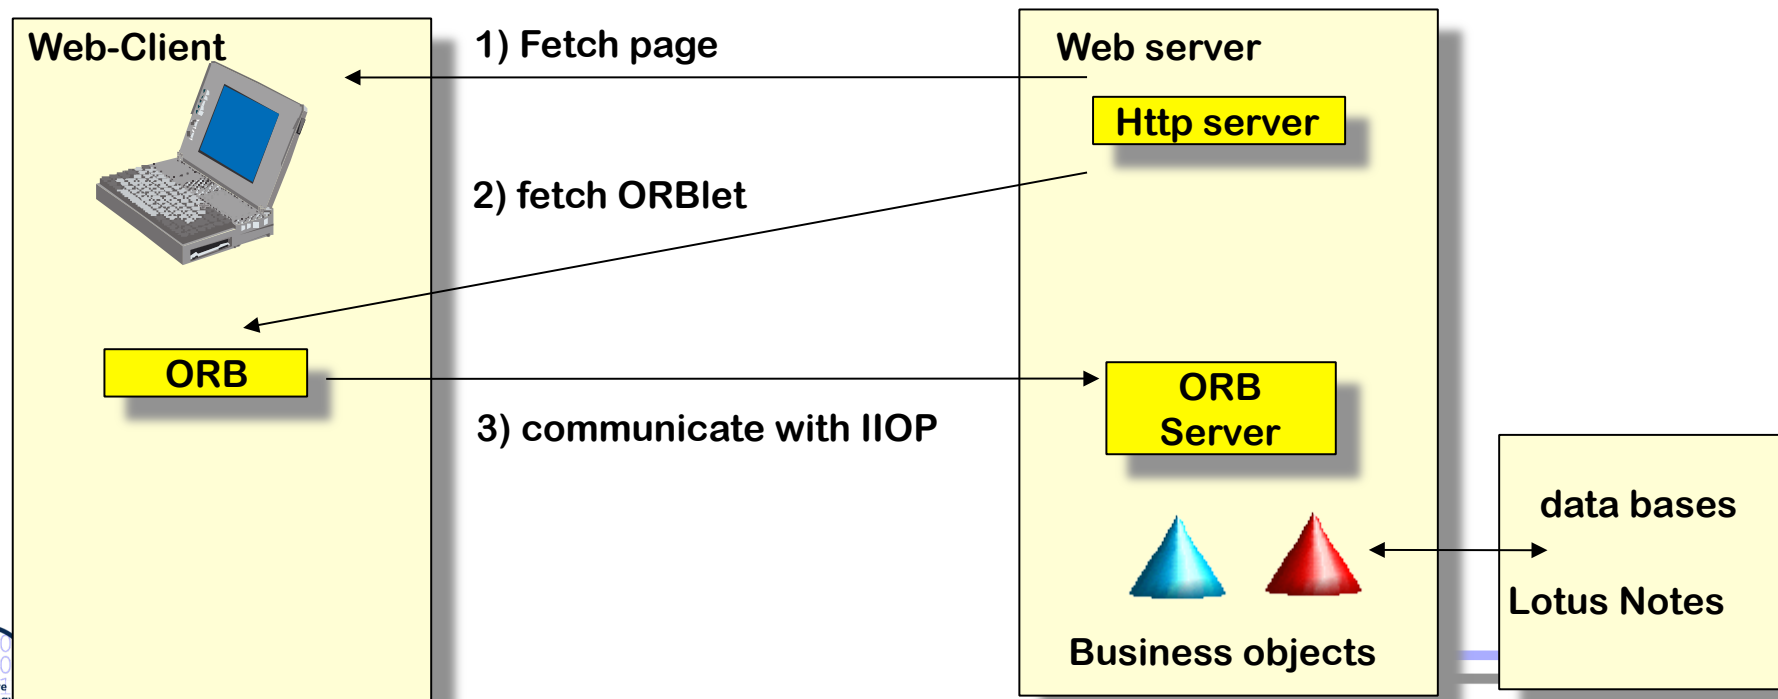 Web-Client
1) Fetch page
Web server
Http server
2) fetch ORBlet
ORB
ORB
Server
3) communicate with IIOP
data bases
Lotus Notes
Business objects